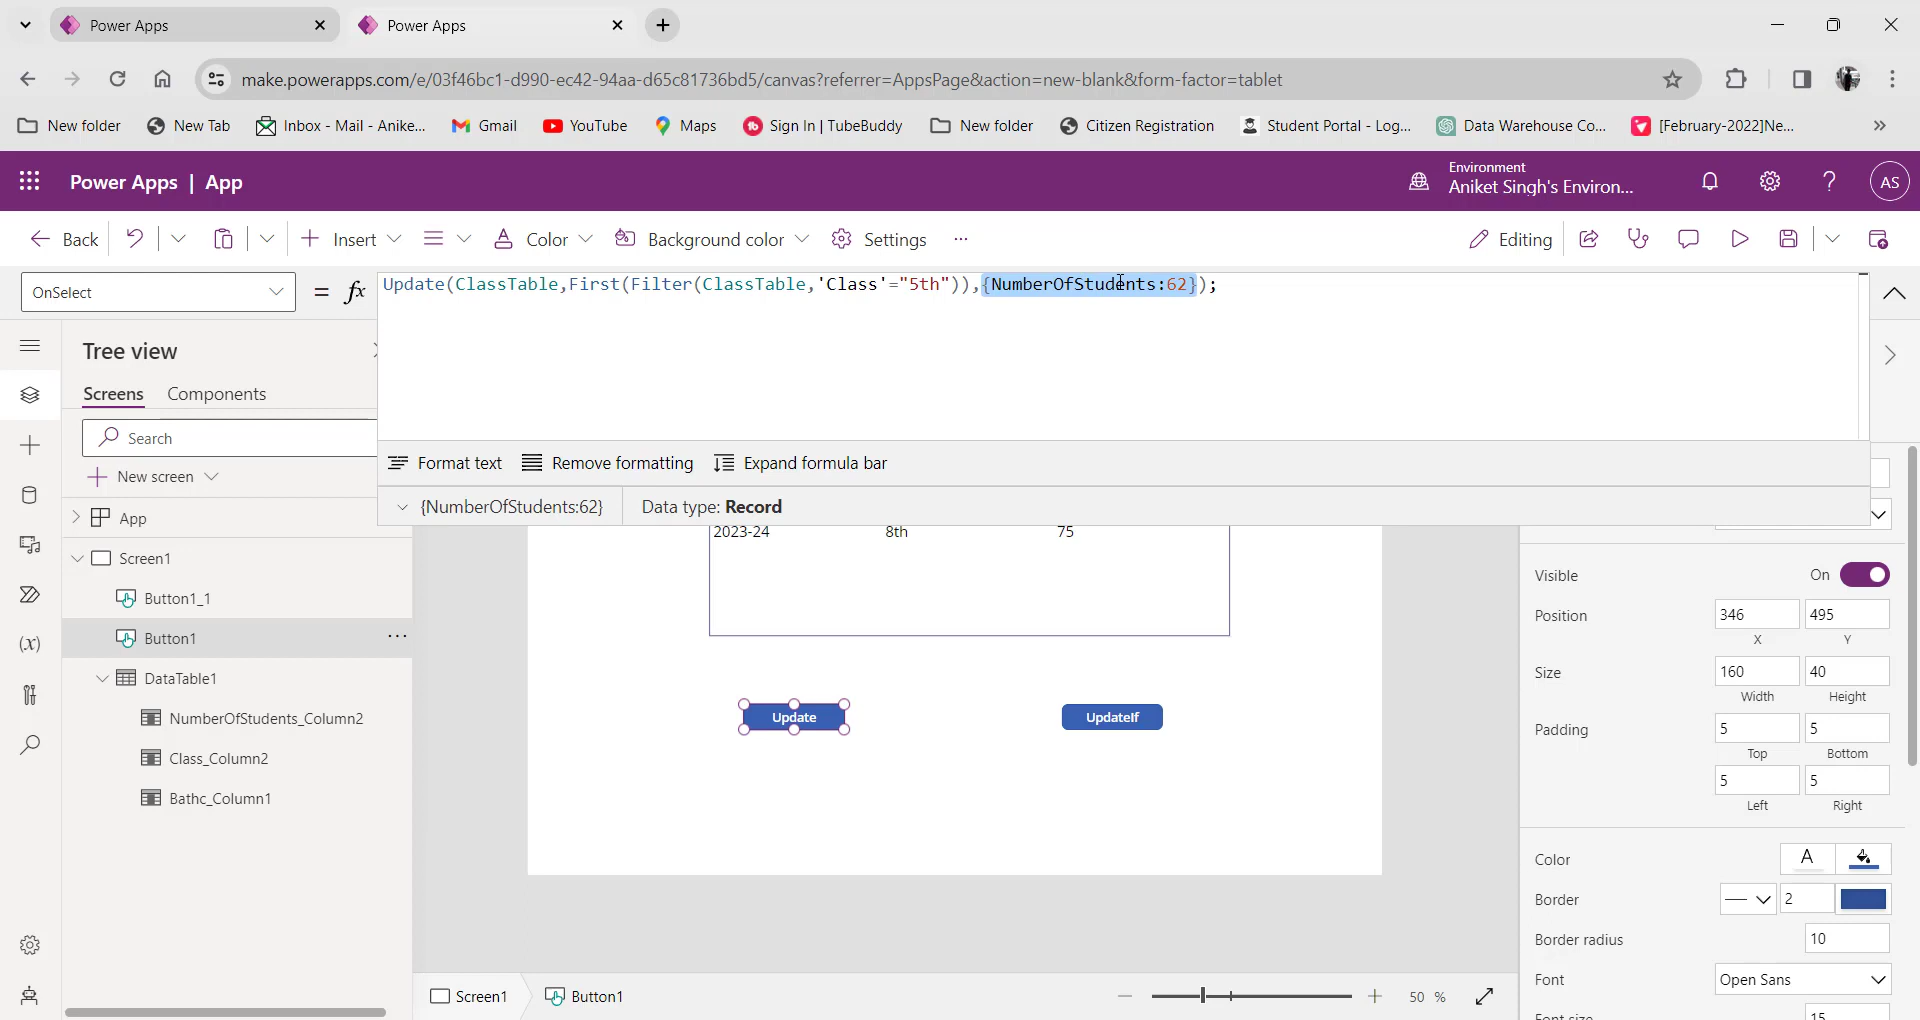 Power Apps
Power Apps
make.powerapps.com/e/03f46bc1-d990-ec42-94aa-d65c81736bd5/canvas?referrer=AppsPage&action=new-blank&form-factor=tablet
New folder
New Tab
Inbox - Mail - Anike...
Gmail
YouTube
Maps
Sign In | TubeBuddy
New folder
Citizen Registration
Student Portal - Log...
Data Warehouse Co...
[February-2022]Ne...
Power Apps | App
Environment
Aniket Singh's Environ...
AS
Back
Insert
Color
Background color
Settings
Editing
OnSelect
= fx
Update(ClassTable,First(Filter(ClassTable,'Class'="5th")),{NumberOfStudents:62});
Tree view
Screens
Components
Search
New screen
App
Screen1
Button1_1
Button1
DataTable1
NumberOfStudents_Column2
Class_Column2
Bathc_Column1
Format text
Remove formatting
Expand formula bar
{NumberOfStudents:62}
Data type: Record
2023-24 8th 75
Update
UpdateIf
Screen1
Button1
50 %
Visible On
Position 346 495
X Y
Size 160 40
Width Height
Padding 5 5
Top Bottom
5 5
Left Right
Color A
Border 2
Border radius 10
Font Open Sans
Font size 15